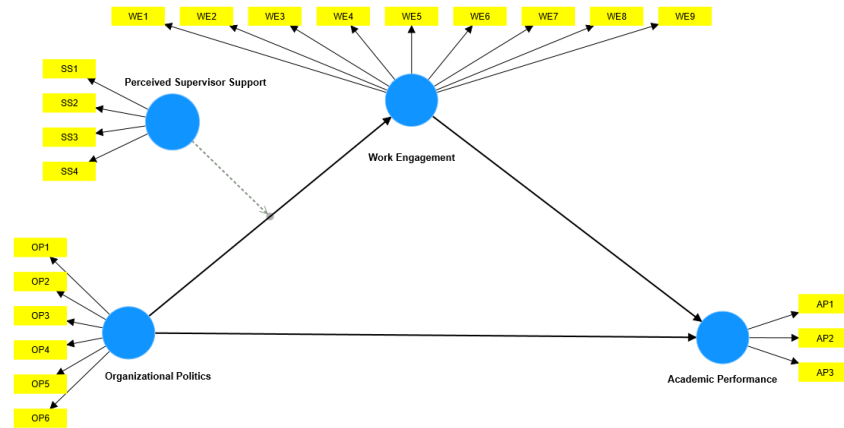 WE1
WE2
WE3
WE4
WE5
WE6
WE7
WE8
WE9
SS1
SS2
SS3
SS4
Perceived Supervisor Support
Work Engagement
OP1
OP2
OP3
OP4
OP5
OP6
Organizational Politics
AP1
AP2
AP3
Academic Performance